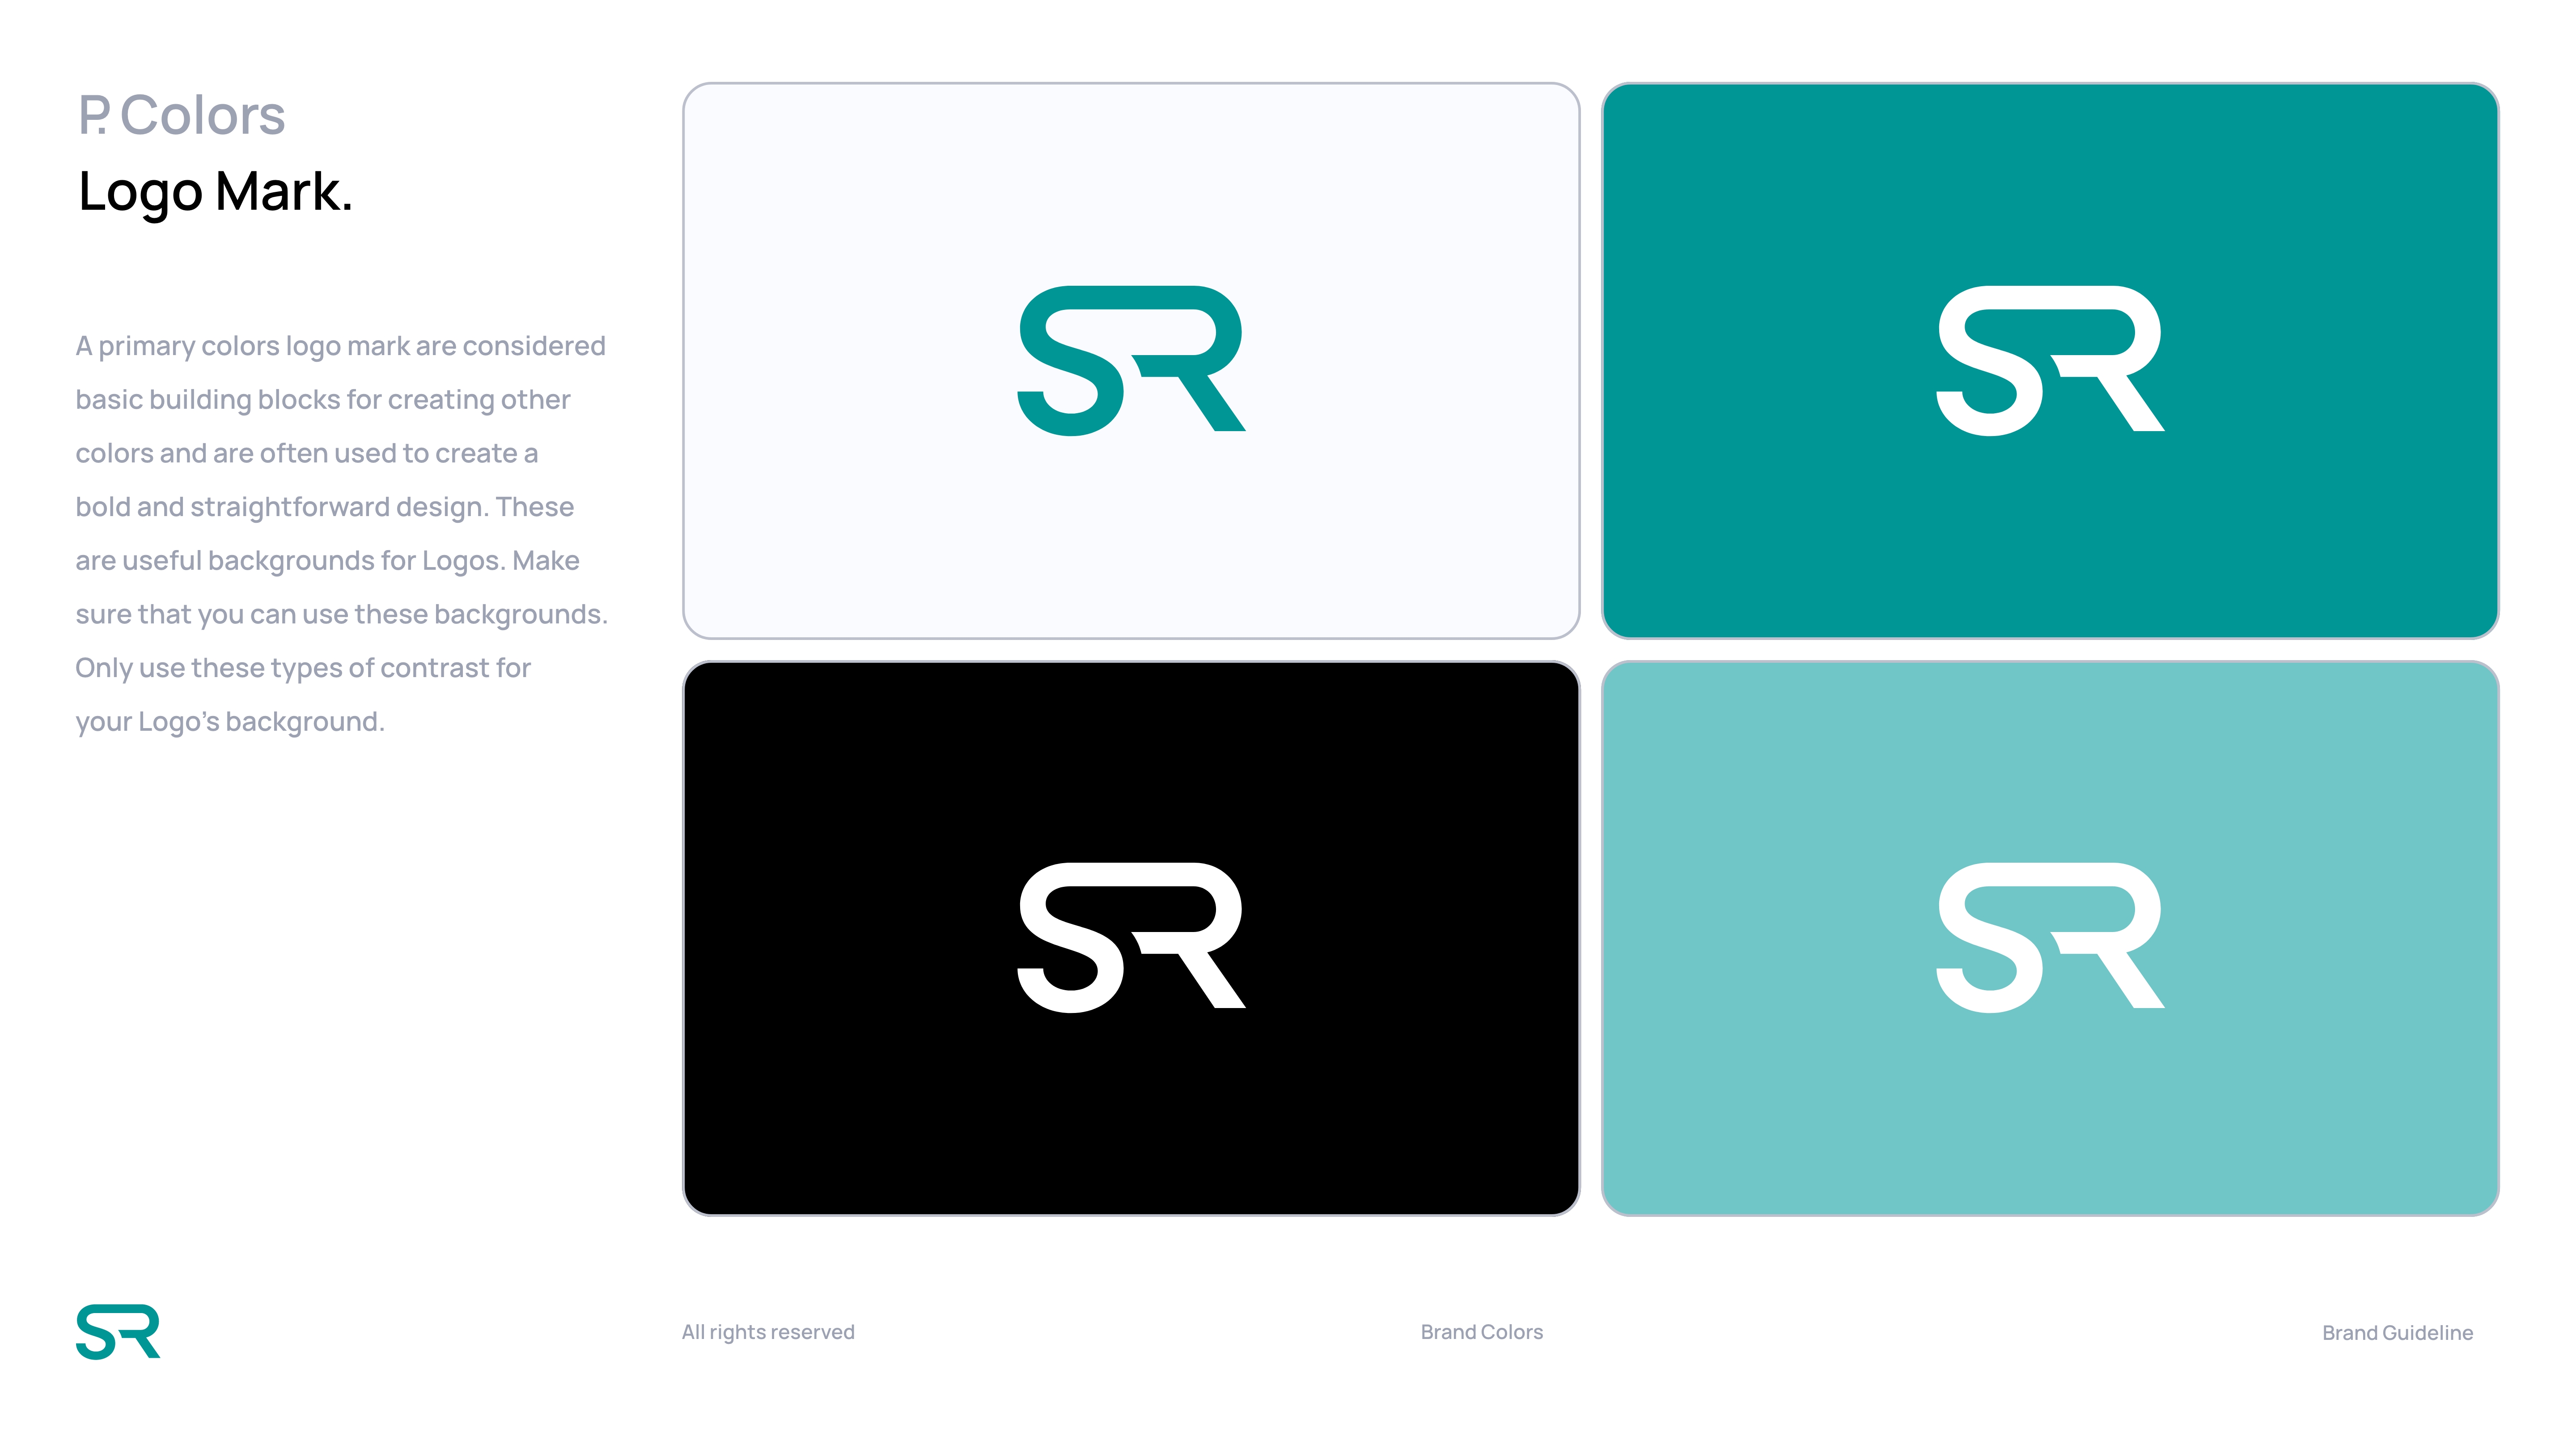 P. Colors
Logo Mark.
A primary colors logo mark are considered
basic building blocks for creating other
colors and are often used to create a
bold and straightforward design. These
are useful backgrounds for Logos. Make
sure that you can use these backgrounds.
Only use these types of contrast for
your Logo’s background.
SR
SR
SR
SR
SR
All rights reserved
Brand Colors
Brand Guideline